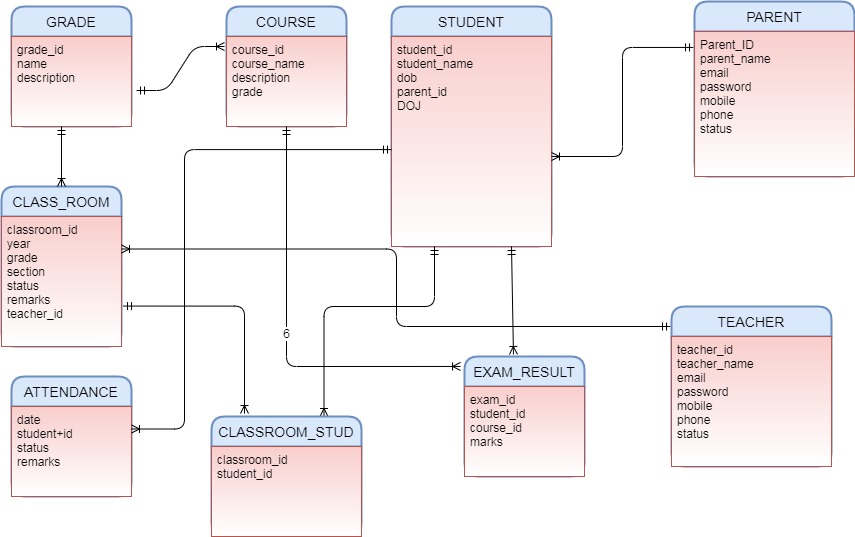 GRADE
grade_id
name
description
COURSE
course_id
course_name
description
grade
STUDENT
student_id
student_name
dob
parent_id
DOJ
PARENT
Parent_ID
parent_name
email
password
mobile
phone
status
CLASS_ROOM
classroom_id
year
grade
section
status
remarks
teacher_id
6
TEACHER
teacher_id
teacher_name
email
password
mobile
phone
status
ATTENDANCE
date
student+id
status
remarks
CLASSROOM_STUD
classroom_id
student_id
EXAM_RESULT
exam_id
student_id
course_id
marks